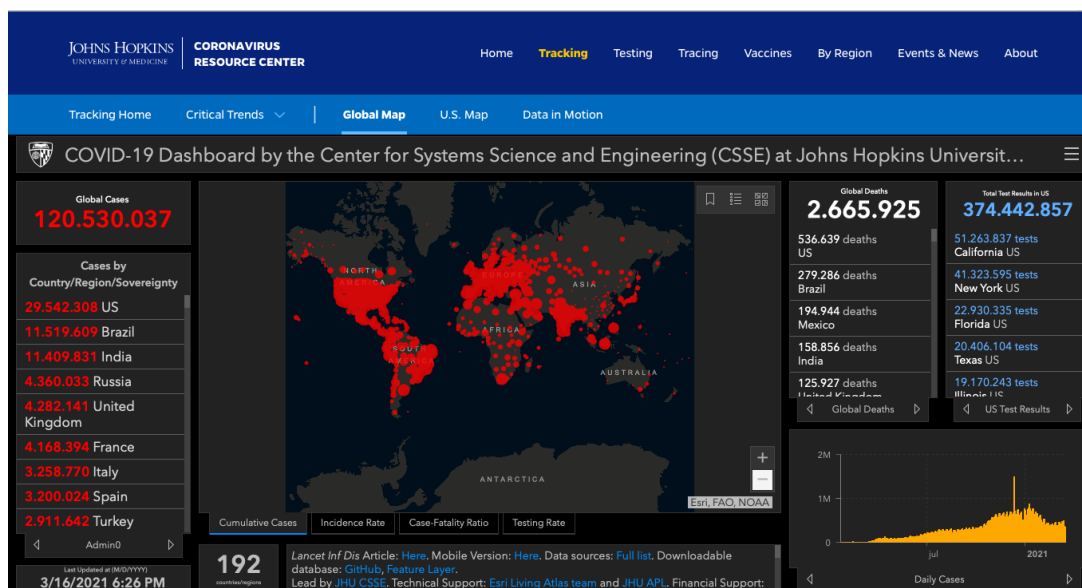 JOHNS HOPKINS
UNIVERSITY & MEDICINE
CORONAVIRUS
RESOURCE CENTER
Home
Tracking
Testing
Tracing
Vaccines
By Region
Events & News
About
Tracking Home
Critical Trends
Global Map
U.S. Map
Data in Motion
COVID-19 Dashboard by the Center for Systems Science and Engineering (CSSE) at Johns Hopkins Universit...
Global Cases
120.530.037
Cases by
Country/Region/Sovereignty
29.542.308 US
11.519.609 Brazil
11.409.831 India
4.360.033 Russia
4.282.141 United
Kingdom
4.168.394 France
3.258.770 Italy
3.200.024 Spain
2.911.642 Turkey
Admin0
Last Updated at (M/D/YYYY)
3/16/2021 6:26 PM
NORTH
AMERICA
SOUTH
AMERICA
EUROPE
AFRICA
ASIA
AUSTRALIA
ANTARCTICA
+
−
Esri, FAO, NOAA
Cumulative Cases
Incidence Rate
Case-Fatality Ratio
Testing Rate
192
countries/regions
Lancet Inf Dis Article: Here. Mobile Version: Here. Data sources: Full list. Downloadable
database: GitHub, Feature Layer.
Lead by JHU CSSE. Technical Support: Esri Living Atlas team and JHU APL. Financial Support:
Global Deaths
2.665.925
536.639 deaths
US
279.286 deaths
Brazil
194.944 deaths
Mexico
158.856 deaths
India
125.927 deaths
United Kingdom
Global Deaths
Total Test Results in US
374.442.857
51.263.837 tests
California US
41.323.595 tests
New York US
22.930.335 tests
Florida US
20.406.104 tests
Texas US
19.170.243 tests
Illinois US
US Test Results
2M
1M
0
jul
2021
Daily Cases